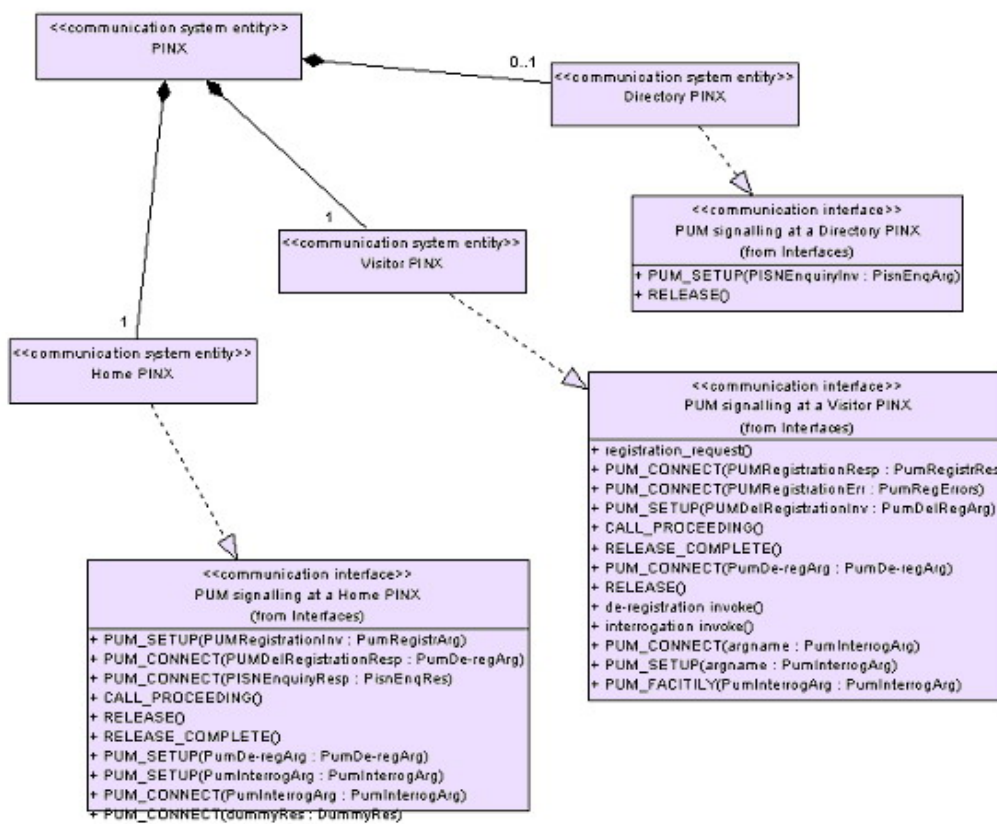 <<communication system entity>>
PINX
0..1
<<communication system entity>>
Directory PINX
<<communication interface>>
PUM signalling at a Directory PINX
(from Interfaces)
+ PUM_SETUP(PISNEnquiryInv : PisnEnqArg)
+ RELEASE()
1
<<communication system entity>>
Visitor PINX
1
<<communication system entity>>
Home PINX
<<communication interface>>
PUM signalling at a Visitor PINX
(from Interfaces)
+ registration_request()
+ PUM_CONNECT(PUMRegistrationResp : PumRegistrRes
+ PUM_CONNECT(PUMRegistrationErr : PumRegErrors)
+ PUM_SETUP(PUMDelRegistrationInv : PumDelRegArg)
+ CALL_PROCEEDING()
+ RELEASE_COMPLETE()
+ PUM_CONNECT(PumDe-regArg : PumDe-regArg)
+ RELEASE()
+ de-registration invoke()
+ interrogation invoke()
+ PUM_CONNECT(argname : PumInterrogArg)
+ PUM_SETUP(argname : PumInterrogArg)
+ PUM_FACITILY(PumInterrogArg : PumInterrogArg)
<<communication interface>>
PUM signalling at a Home PINX
(from Interfaces)
+ PUM_SETUP(PUMRegistrationInv : PumRegistrArg)
+ PUM_CONNECT(PUMDelRegistrationResp : PumDe-regArg)
+ PUM_CONNECT(PISNEnquiryResp : PisnEnqRes)
+ CALL_PROCEEDING()
+ RELEASE()
+ RELEASE_COMPLETE()
+ PUM_SETUP(PumDe-regArg : PumDe-regArg)
+ PUM_SETUP(PumInterrogArg : PumInterrogArg)
+ PUM_CONNECT(PumInterrogArg : PumInterrogArg)
+ PUM_CONNECT(dummyRes : DummyRes)